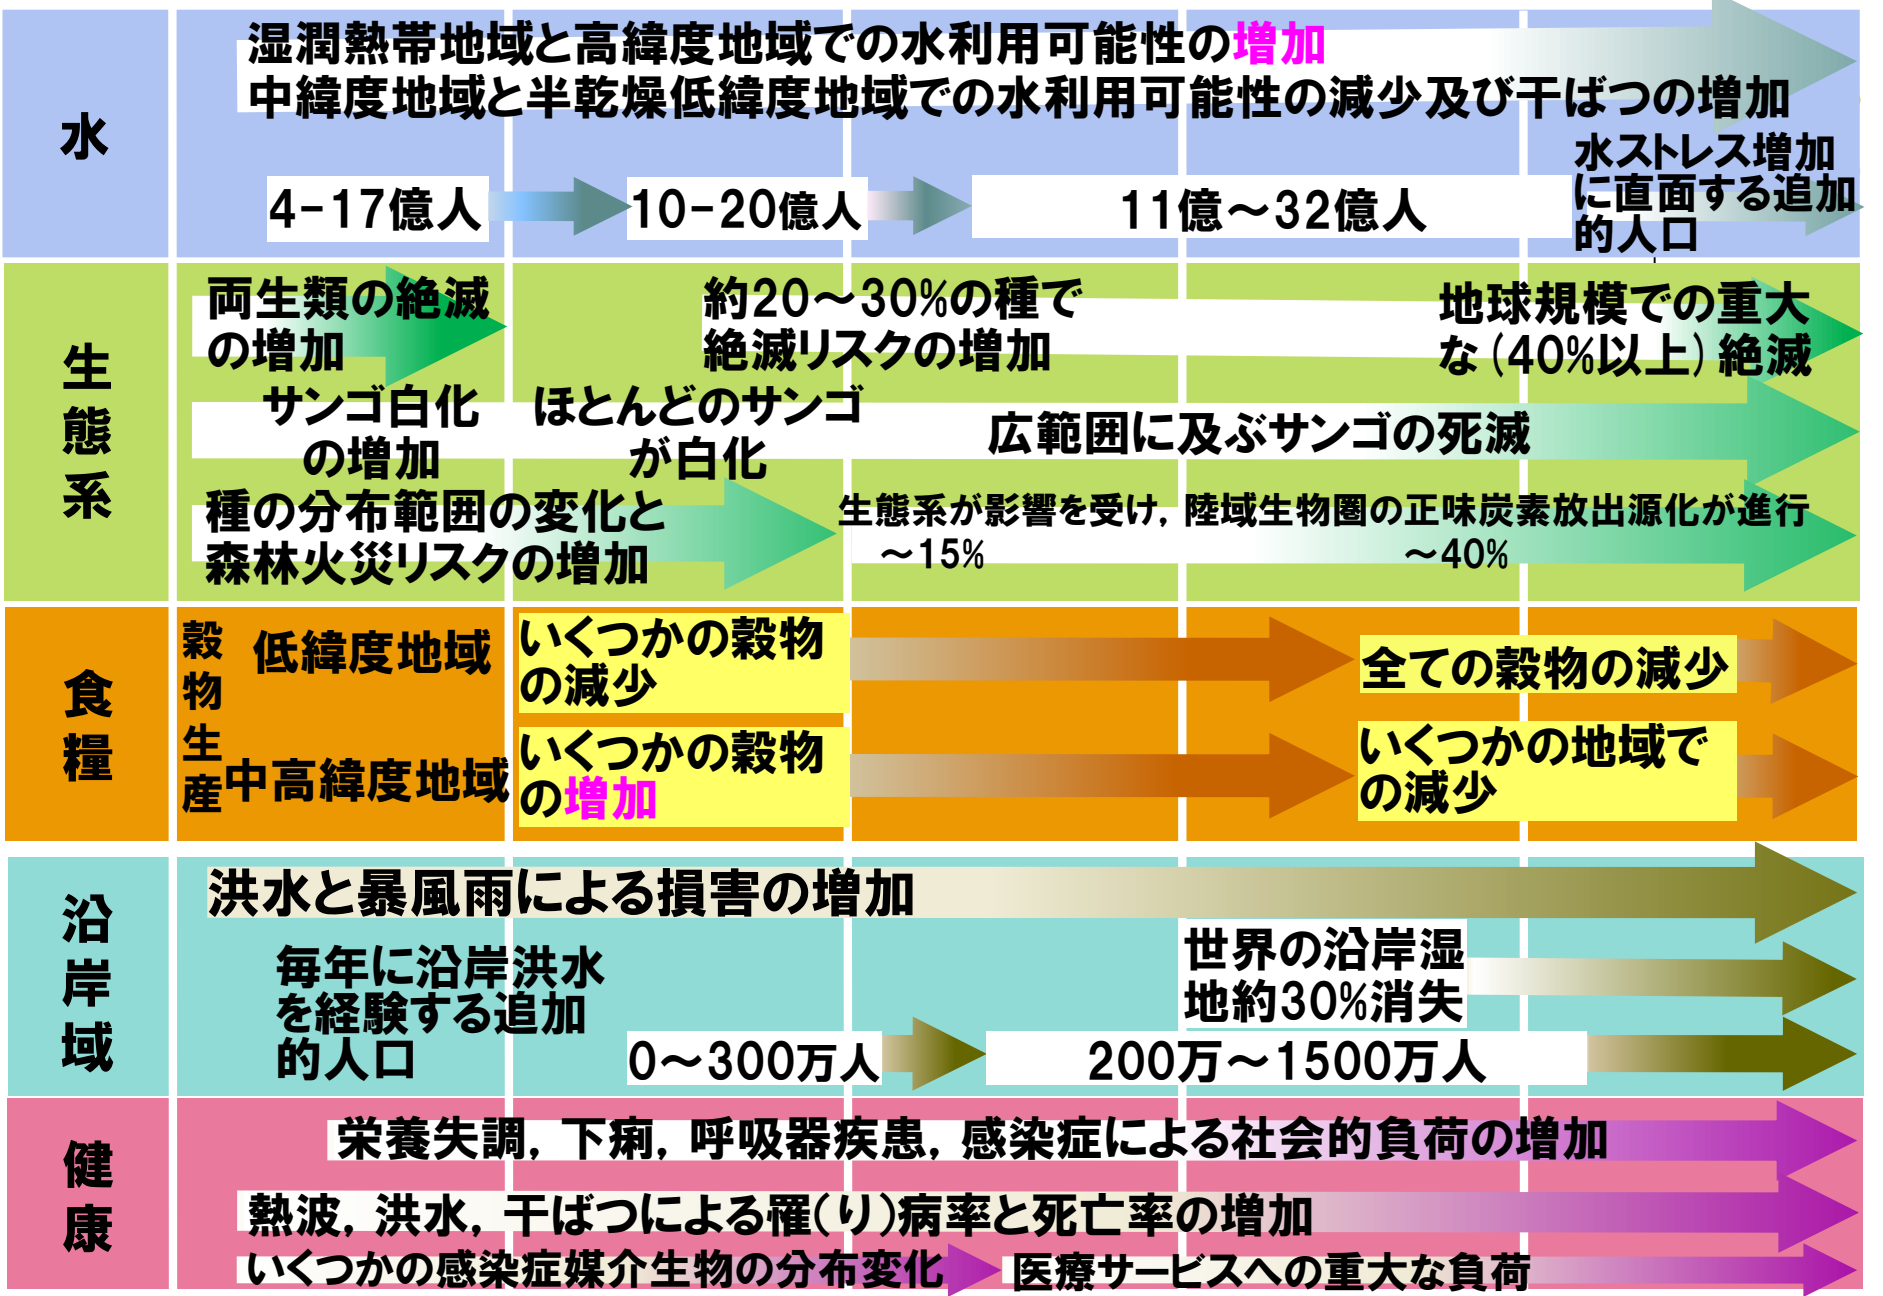 水
湿潤熱帯地域と高緯度地域での水利用可能性の増加
中緯度地域と半乾燥低緯度地域での水利用可能性の減少及び干ばつの増加
4-17億人
10-20億人
11億～32億人
水ストレス増加
に直面する追加
的人口
生態系
両生類の絶滅
の増加
約20～30%の種で
絶滅リスクの増加
地球規模での重大
な(40%以上)絶滅
サンゴ白化
の増加
ほとんどのサンゴ
が白化
広範囲に及ぶサンゴの死滅
種の分布範囲の変化と
森林火災リスクの増加
生態系が影響を受け, 陸域生物圏の正味炭素放出源化が進行
～15%
～40%
食糧
穀物生産
低緯度地域
いくつかの穀物
の減少
全ての穀物の減少
中高緯度地域
いくつかの穀物
の増加
いくつかの地域で
の減少
沿岸域
洪水と暴風雨による損害の増加
世界の沿岸湿
地約30%消失
毎年に沿岸洪水
を経験する追加
的人口
0～300万人
200万～1500万人
健康
栄養失調, 下痢, 呼吸器疾患, 感染症による社会的負荷の増加
熱波, 洪水, 干ばつによる罹(り)病率と死亡率の増加
いくつかの感染症媒介生物の分布変化
医療サービスへの重大な負荷